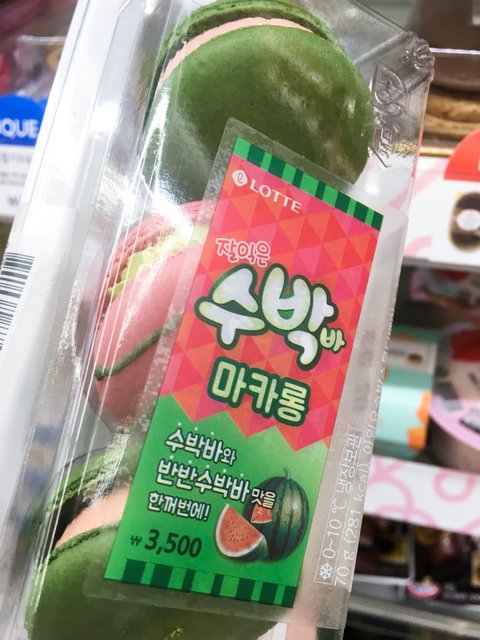 LOTTE
잘익은
수박바
마카롱
수박바와
반반수박바맛을
한꺼번에!
₩3,500
0~10℃ 냉장보관
70g (281 kcal)
QUE